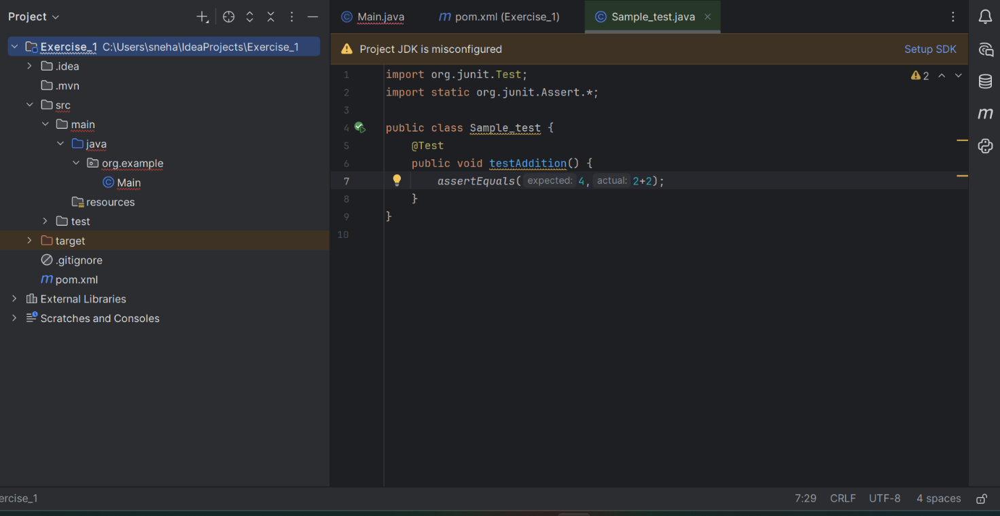 Project
Exercise_1 C:\Users\sneha\IdeaProjects\Exercise_1
.idea
.mvn
src
main
java
org.example
Main
resources
test
target
.gitignore
pom.xml
External Libraries
Scratches and Consoles
Main.java
pom.xml (Exercise_1)
Sample_test.java
Project JDK is misconfigured
Setup SDK
1 import org.junit.Test;
2 import static org.junit.Assert.*;
3
4 public class Sample_test {
5 @Test
6 public void testAddition() {
7 assertEquals( expected: 4, actual: 2+2);
8 }
9 }
10
2
m
ercise_1
7:29 CRLF UTF-8 4 spaces